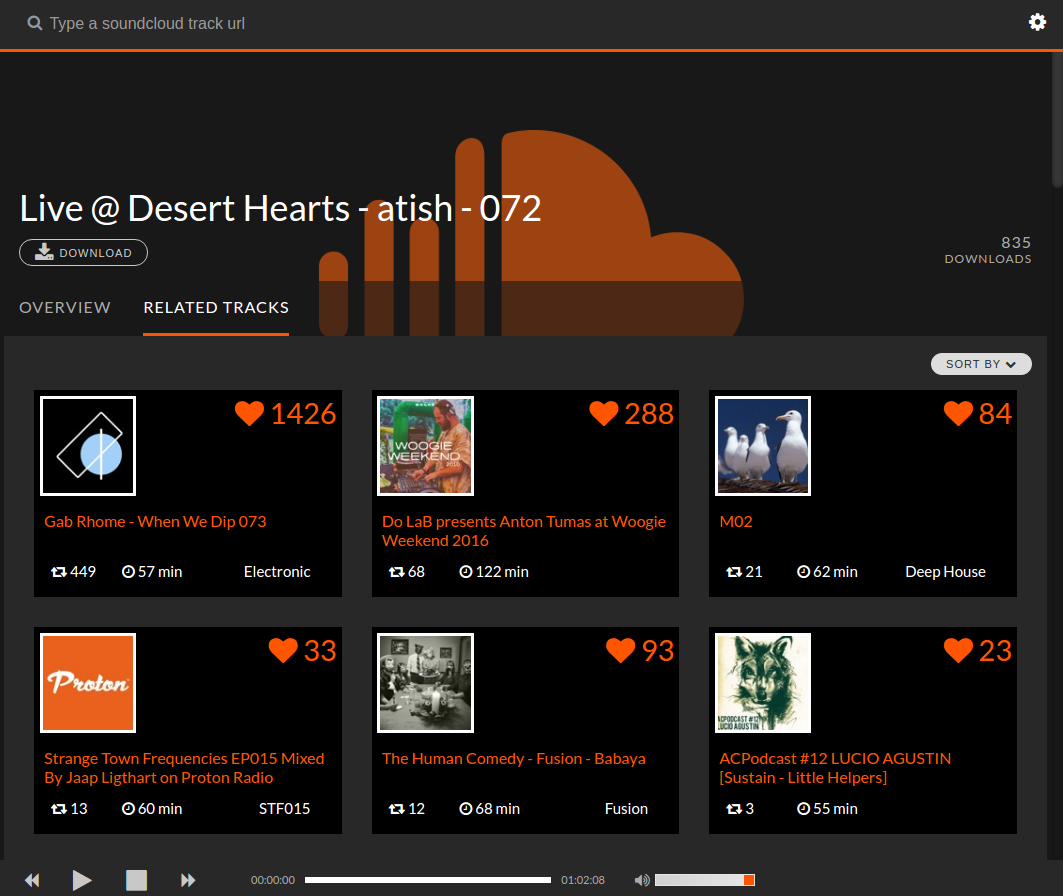 Type a soundcloud track url
Live @ Desert Hearts - atish - 072
DOWNLOAD
835
DOWNLOADS
OVERVIEW
RELATED TRACKS
SORT BY
1426
Gab Rhome - When We Dip 073
449
57 min
Electronic
WOOGIE
WEEKEND
2016
288
Do LaB presents Anton Tumas at Woogie
Weekend 2016
68
122 min
84
M02
21
62 min
Deep House
Proton
33
Strange Town Frequencies EP015 Mixed
By Jaap Ligthart on Proton Radio
13
60 min
STF015
93
The Human Comedy - Fusion - Babaya
12
68 min
Fusion
ACPODCAST #12
LUCIO AGUSTIN
23
ACPodcast #12 LUCIO AGUSTIN
[Sustain - Little Helpers]
3
55 min
00:00:00
01:02:08